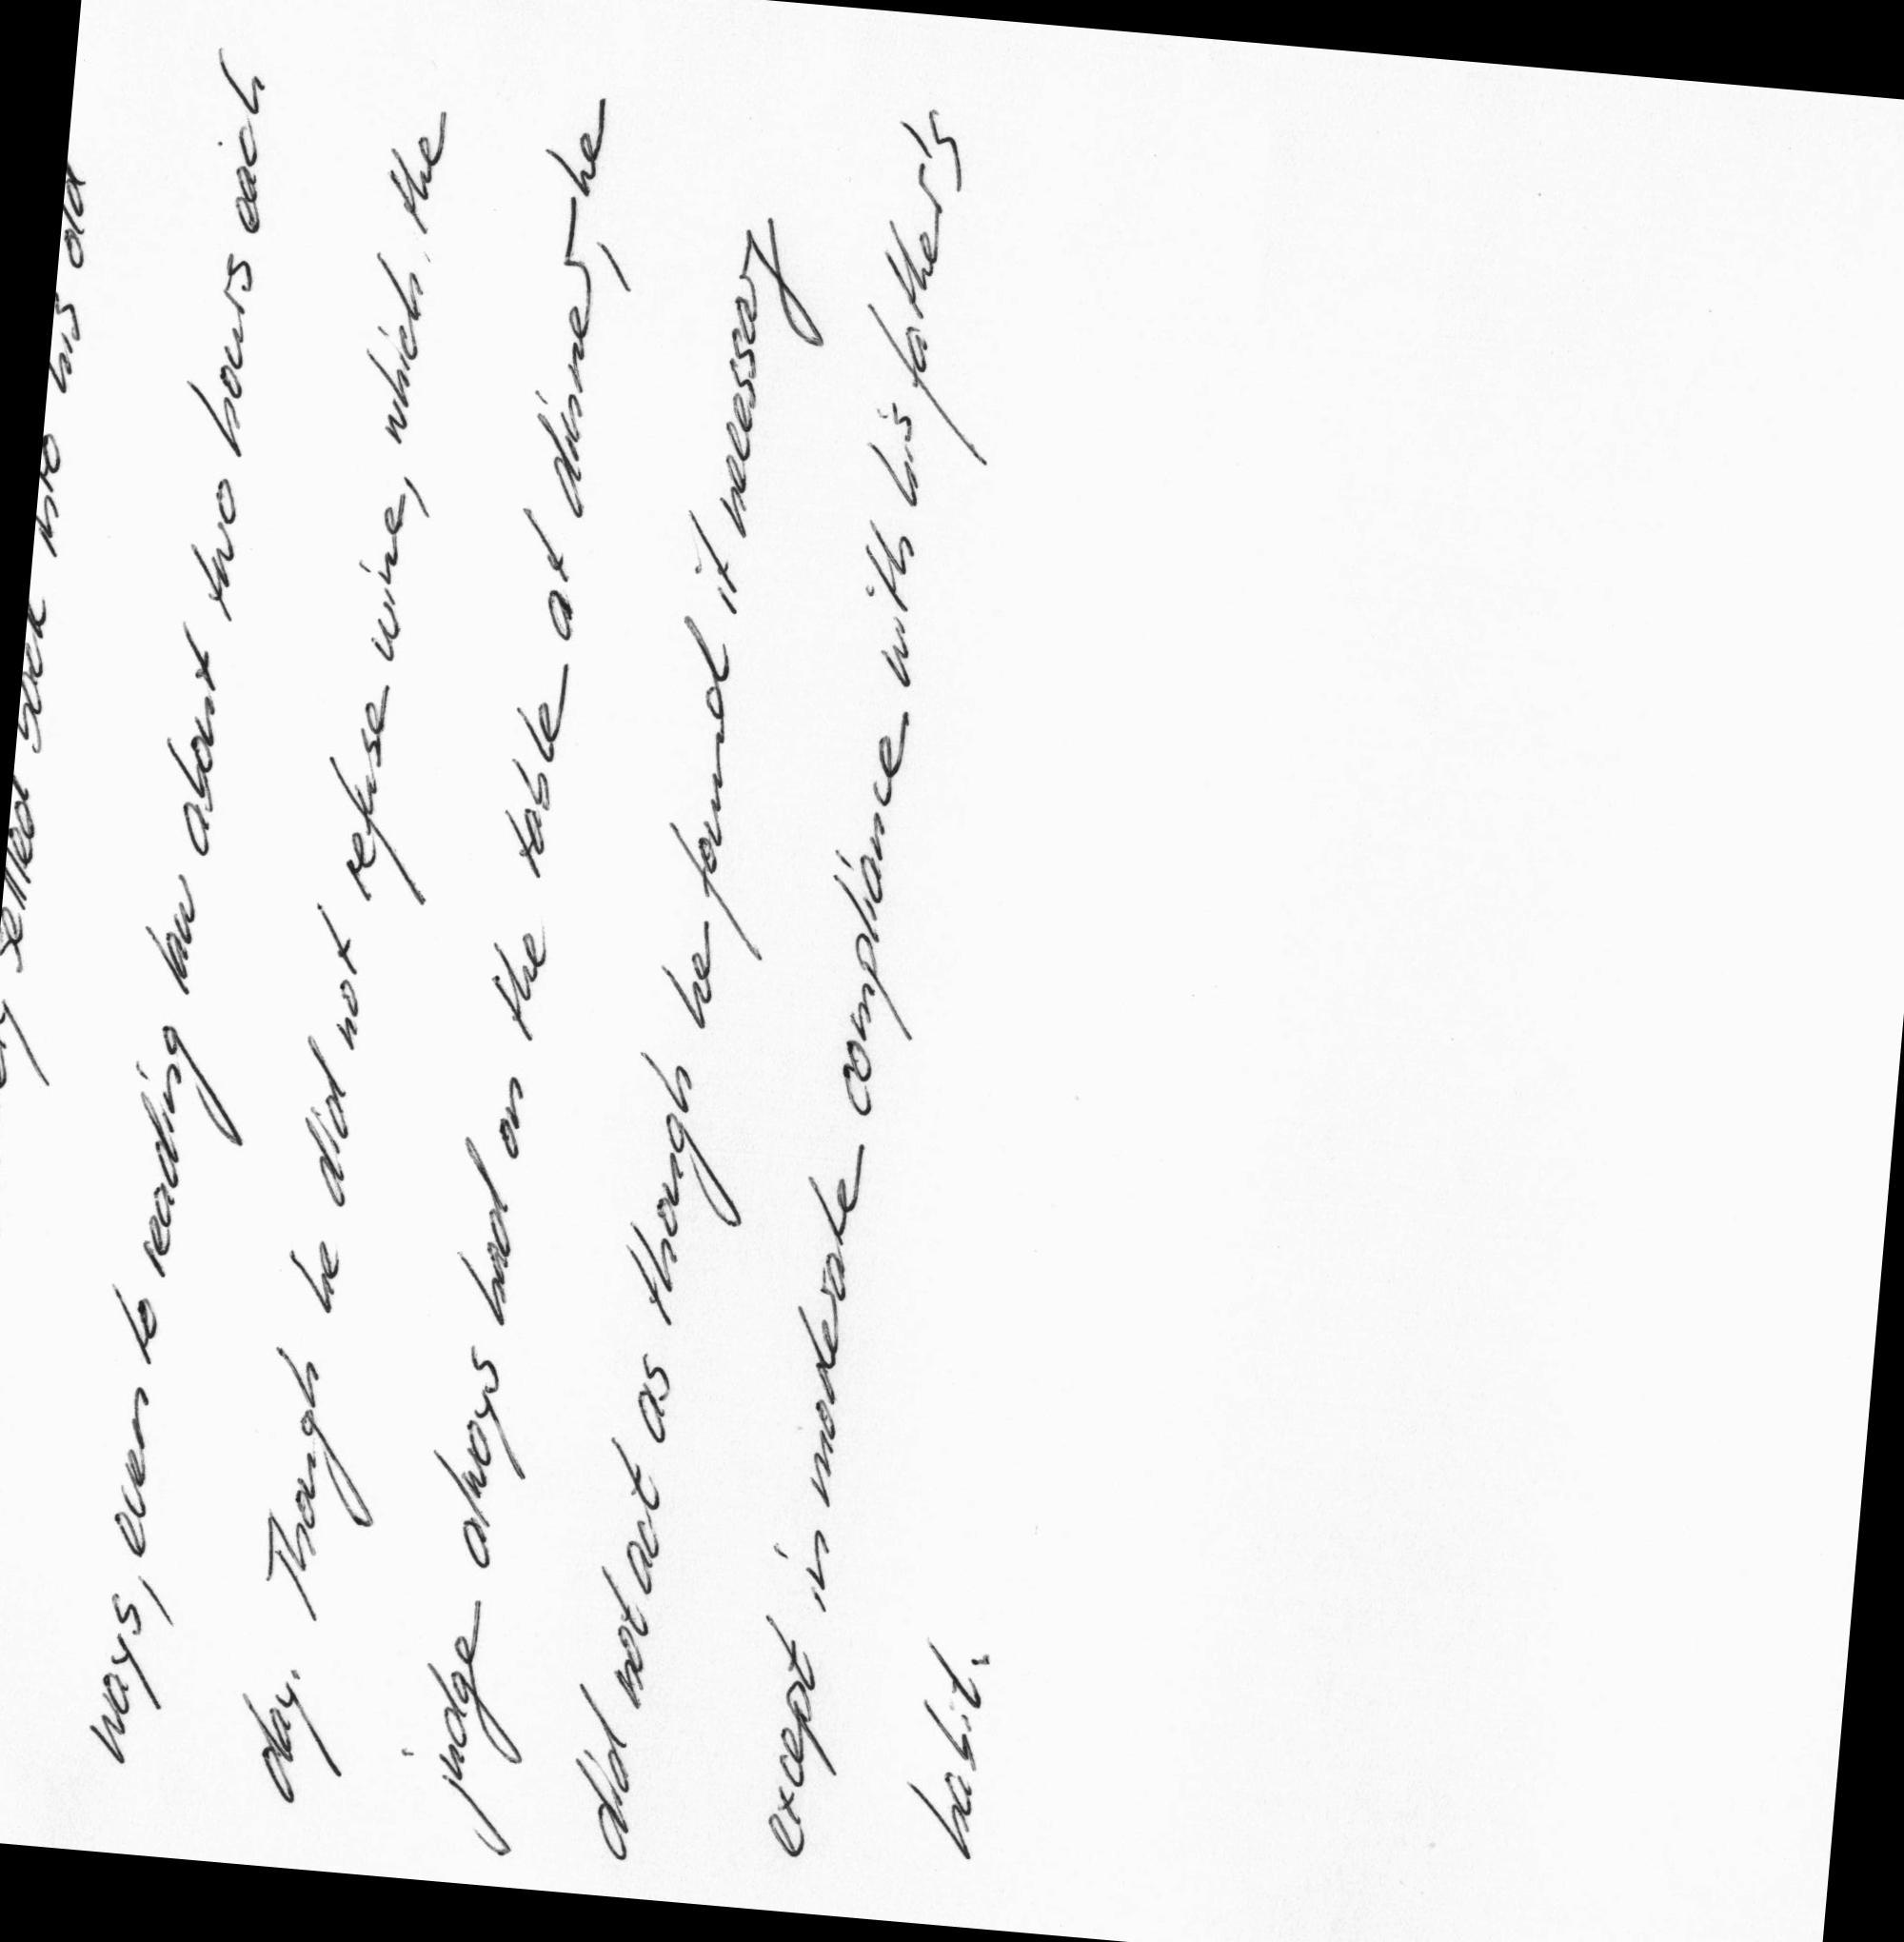 settled back into his old
ways, even to reading law about two hours each
day. Though he did not refuse wine, which the
judge always had on the table at dinner, he
did not act as though he found it necessary
except in moderate compliance with his father's
habit.